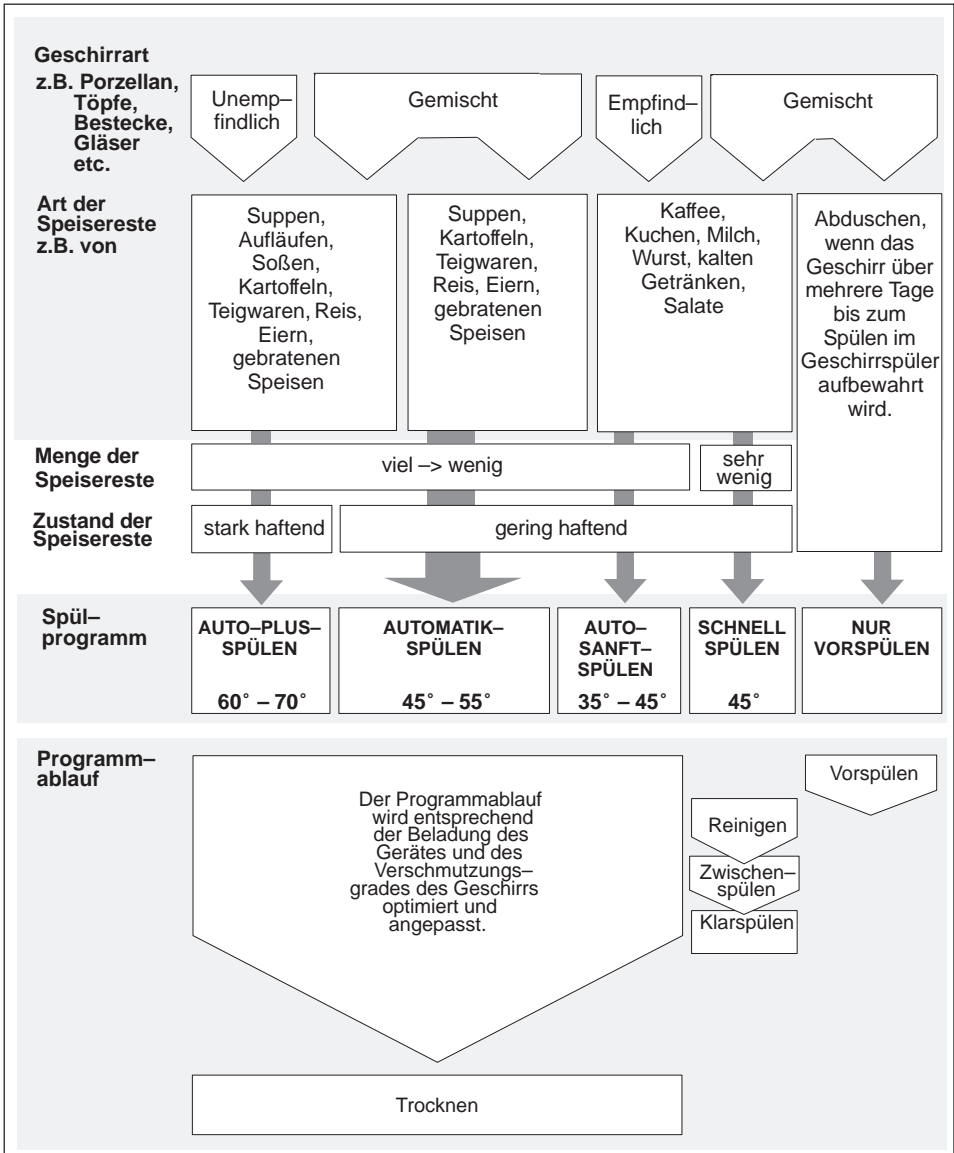 Geschirrart
z.B. Porzellan,
Töpfe,
Bestecke,
Gläser
etc.
Unemp–
findlich
Gemischt
Empfind–
lich
Gemischt
Art der
Speisereste
z.B. von
Suppen,
Aufläufen,
Soßen,
Kartoffeln,
Teigwaren, Reis,
Eiern,
gebratenen
Speisen
Suppen,
Kartoffeln,
Teigwaren,
Reis, Eiern,
gebratenen
Speisen
Kaffee,
Kuchen, Milch,
Wurst, kalten
Getränken,
Salate
Abduschen,
wenn das
Geschirr über
mehrere Tage
bis zum
Spülen im
Geschirrspüler
aufbewahrt
wird.
Menge der
Speisereste
viel –> wenig
sehr
wenig
Zustand der
Speisereste
stark haftend
gering haftend
Spül–
programm
AUTO–PLUS–
SPÜLEN
60° – 70°
AUTOMATIK–
SPÜLEN
45° – 55°
AUTO–
SANFT–
SPÜLEN
35° – 45°
SCHNELL
SPÜLEN
45°
NUR
VORSPÜLEN
Programm–
ablauf
Der Programmablauf
wird entsprechend
der Beladung des
Gerätes und des
Verschmutzungs–
grades des Geschirrs
optimiert und
angepasst.
Reinigen
Zwischen–
spülen
Klarspülen
Vorspülen
Trocknen